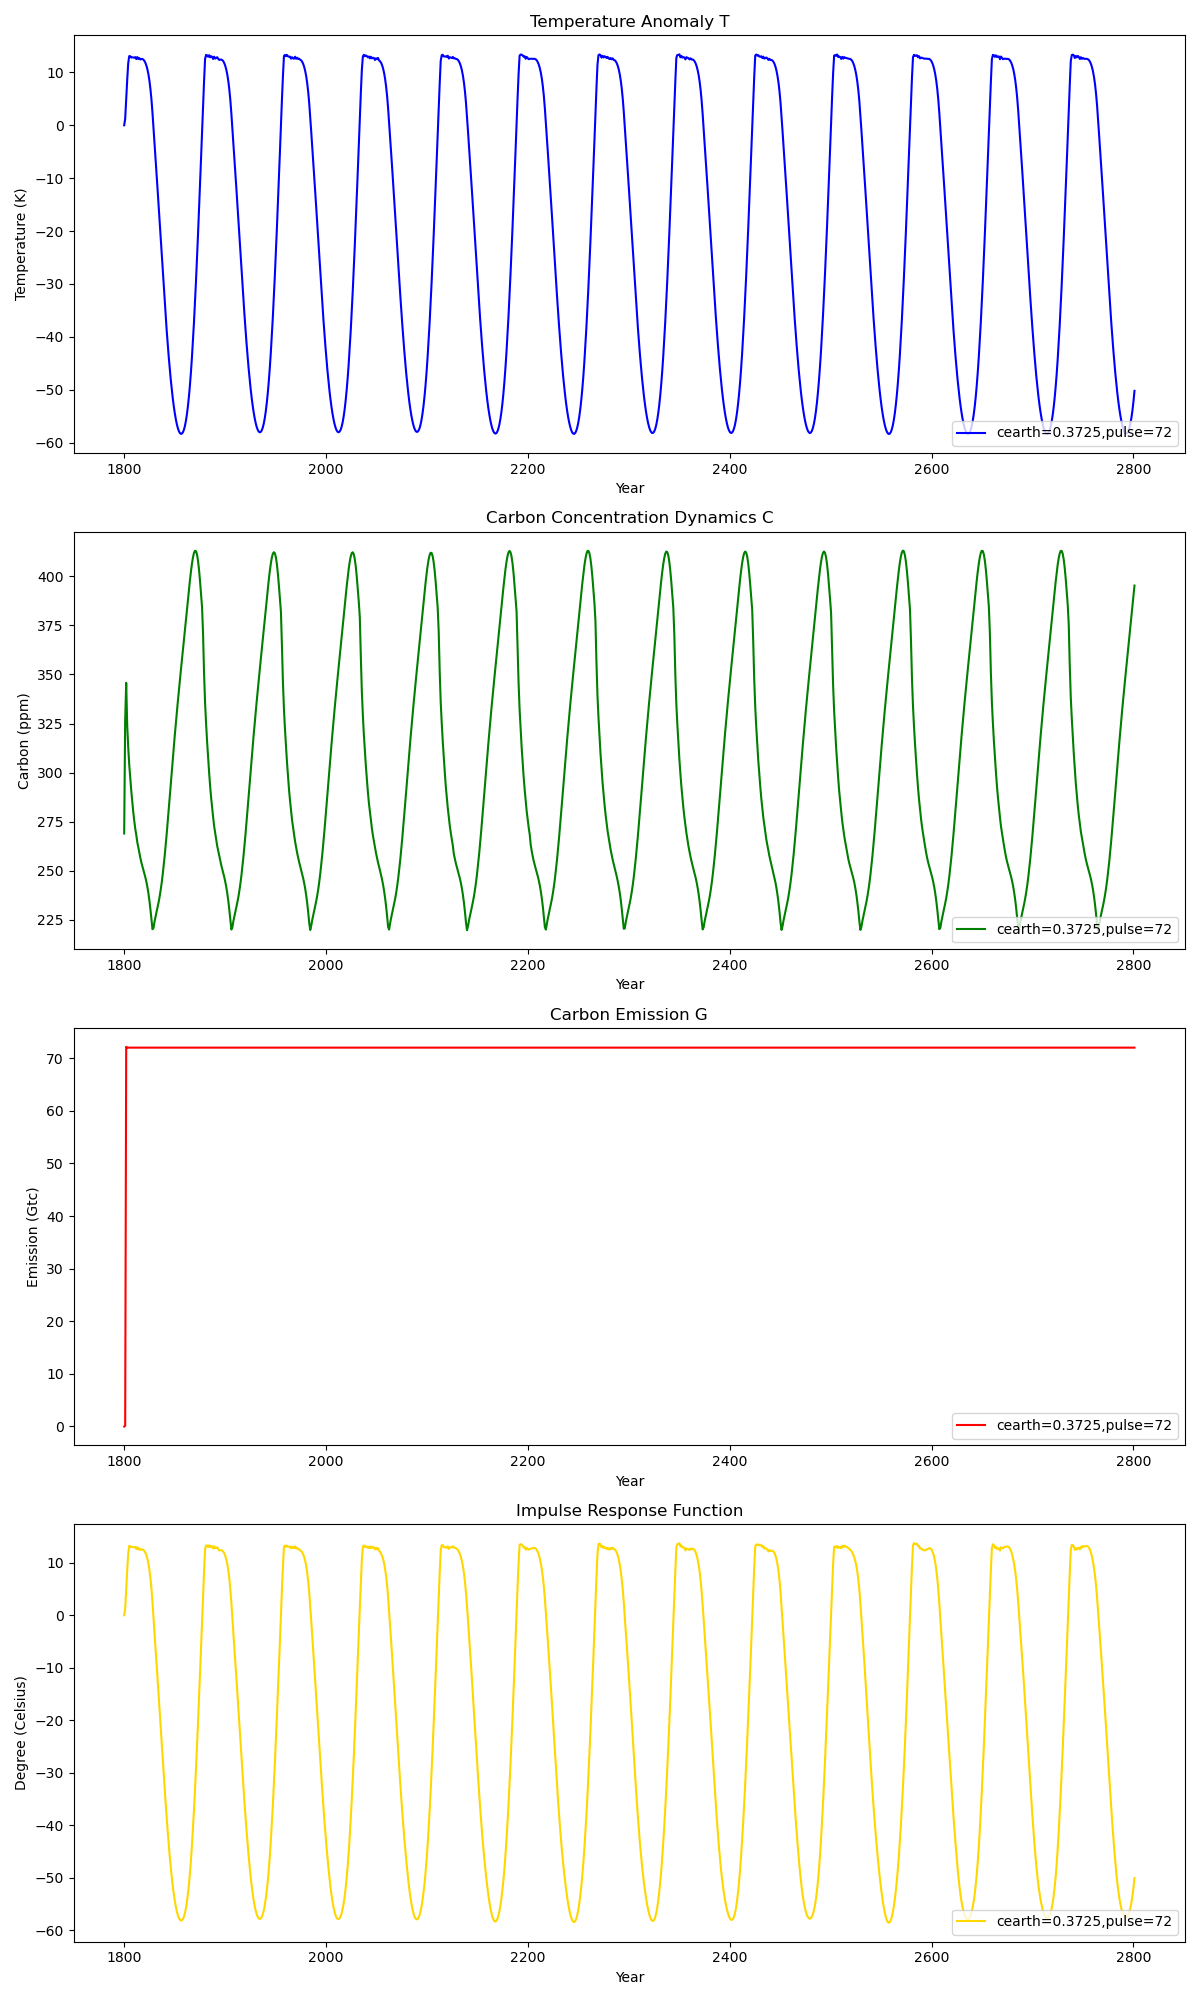 Temperature Anomaly T
10
0
−10
−20
−30
−40
−50
−60
Temperature (K)
cearth=0.3725,pulse=72
1800 2000 2200 2400 2600 2800
Year
Carbon Concentration Dynamics C
400
375
350
325
300
275
250
225
Carbon (ppm)
cearth=0.3725,pulse=72
1800 2000 2200 2400 2600 2800
Year
Carbon Emission G
70
60
50
40
30
20
10
0
Emission (Gtc)
cearth=0.3725,pulse=72
1800 2000 2200 2400 2600 2800
Year
Impulse Response Function
10
0
−10
−20
−30
−40
−50
−60
Degree (Celsius)
cearth=0.3725,pulse=72
1800 2000 2200 2400 2600 2800
Year